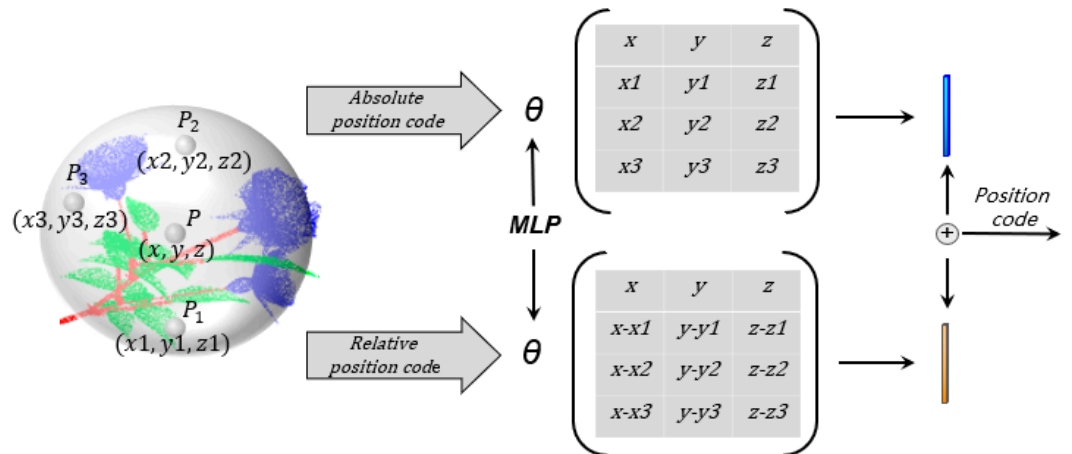 P2
(x2, y2, z2)
P3
(x3, y3, z3)
P
(x, y, z)
P1
(x1, y1, z1)
Absolute
position code
θ
MLP
θ
Relative
position code
x y z
x1 y1 z1
x2 y2 z2
x3 y3 z3
x y z
x-x1 y-y1 z-z1
x-x2 y-y2 z-z2
x-x3 y-y3 z-z3
Position
code
+